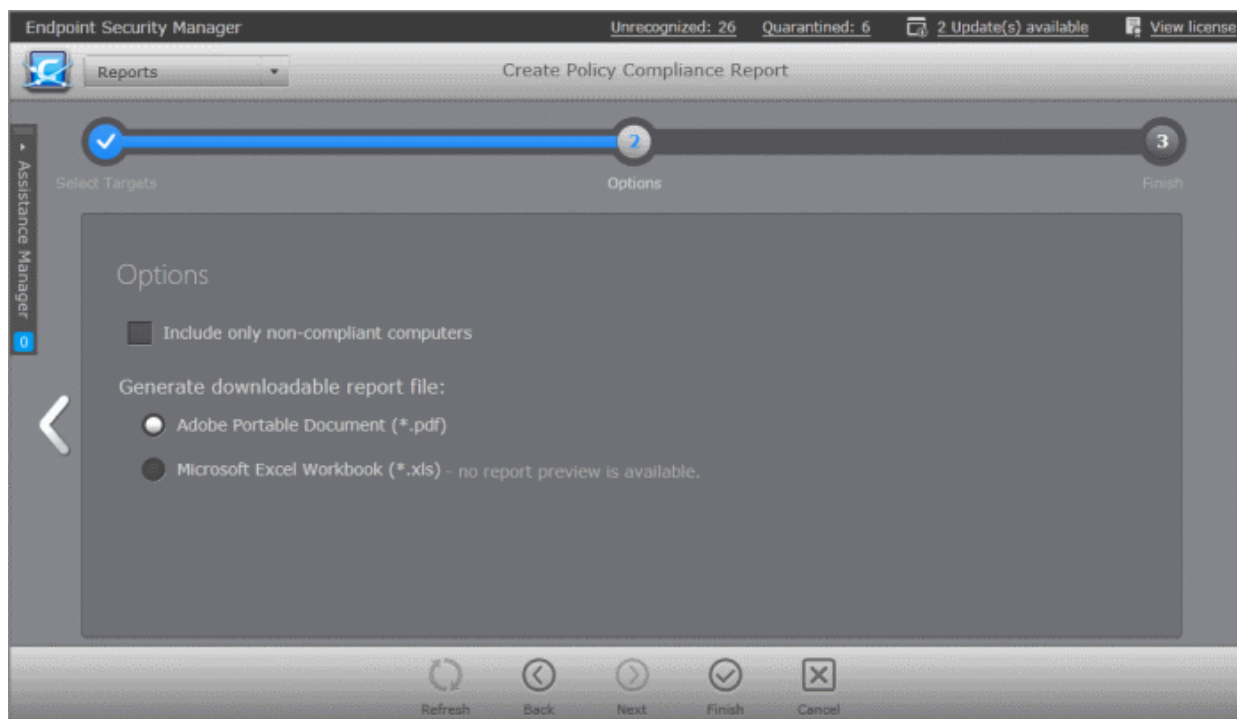 Endpoint Security Manager Unrecognized: 26 Quarantined: 6 2 Update(s) available View license
Reports Create Policy Compliance Report
2 3
Select Targets Options Finish
Assistance Manager
0
Options
Include only non-compliant computers
Generate downloadable report file:
Adobe Portable Document (*.pdf)
Microsoft Excel Workbook (*.xls) - no report preview is available.
Refresh Back Next Finish Cancel